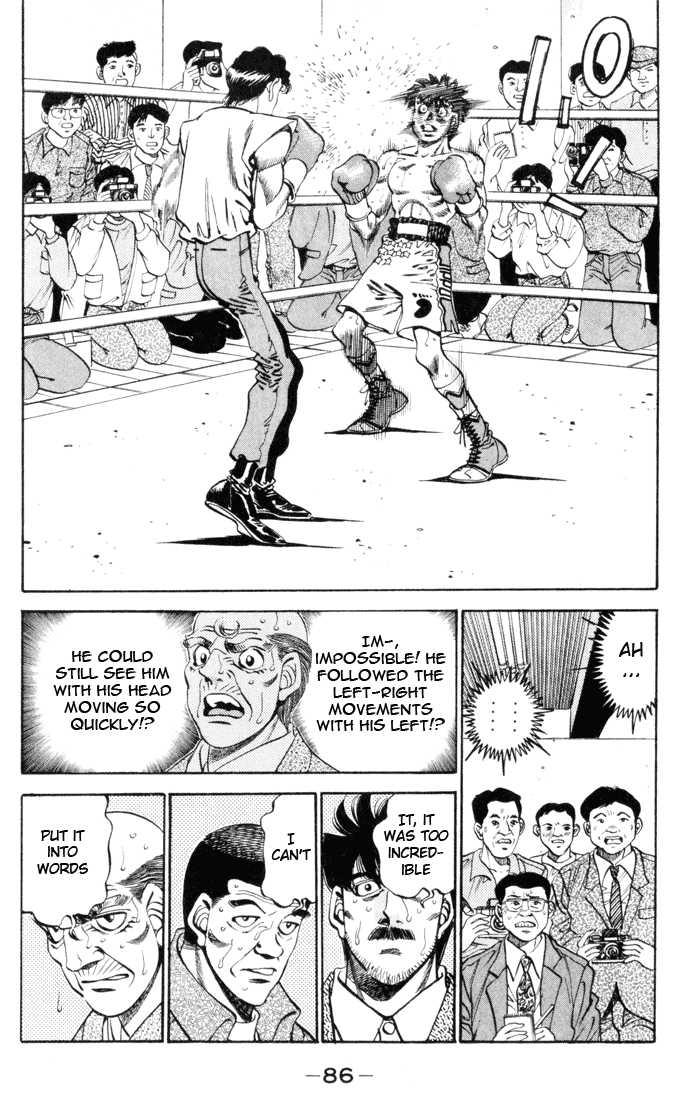 AH
...
...
...
IM-,
IMPOSSIBLE! HE
FOLLOWED THE
LEFT-RIGHT
MOVEMENTS
WITH HIS LEFT!?
HE COULD
STILL SEE HIM
WITH HIS HEAD
MOVING SO
QUICKLY!?
IT, IT
WAS TOO
INCRED-
IBLE
I
CAN'T
PUT IT
INTO
WORDS
-86-